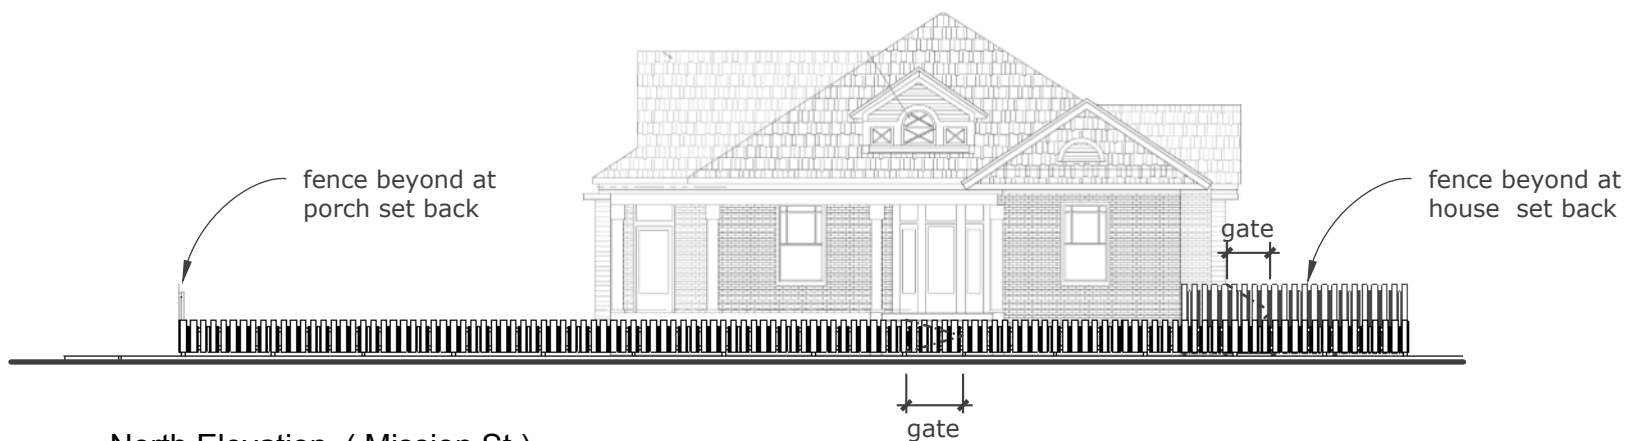 fence beyond at
porch set back
fence beyond at
house set back
gate
gate
North Elevation ( Mission St )